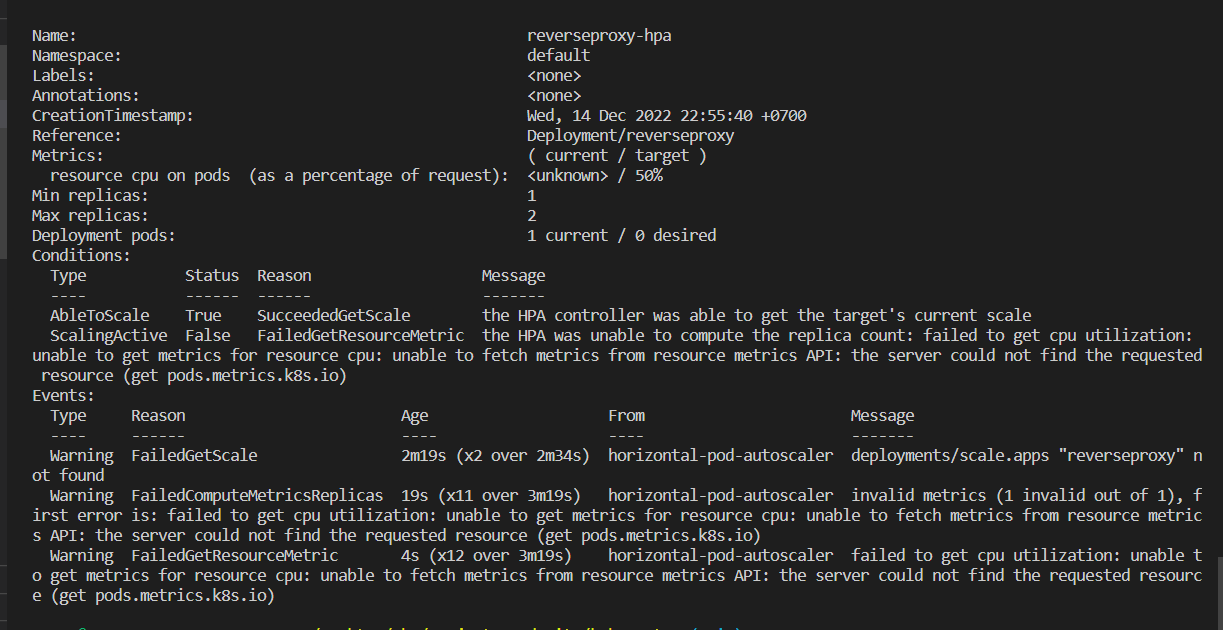 Name: reverseproxy-hpa
Namespace: default
Labels: <none>
Annotations: <none>
CreationTimestamp: Wed, 14 Dec 2022 22:55:40 +0700
Reference: Deployment/reverseproxy
Metrics: ( current / target )
resource cpu on pods (as a percentage of request): <unknown> / 50%
Min replicas: 1
Max replicas: 2
Deployment pods: 1 current / 0 desired
Conditions:
Type Status Reason Message
---- ------ ------ -------
AbleToScale True SucceededGetScale the HPA controller was able to get the target's current scale
ScalingActive False FailedGetResourceMetric the HPA was unable to compute the replica count: failed to get cpu utilization:
unable to get metrics for resource cpu: unable to fetch metrics from resource metrics API: the server could not find the requested
resource (get pods.metrics.k8s.io)
Events:
Type Reason Age From Message
---- ------ ---- ---- -------
Warning FailedGetScale 2m19s (x2 over 2m34s) horizontal-pod-autoscaler deployments/scale.apps "reverseproxy" n
ot found
Warning FailedComputeMetricsReplicas 19s (x11 over 3m19s) horizontal-pod-autoscaler invalid metrics (1 invalid out of 1), f
irst error is: failed to get cpu utilization: unable to get metrics for resource cpu: unable to fetch metrics from resource metric
s API: the server could not find the requested resource (get pods.metrics.k8s.io)
Warning FailedGetResourceMetric 4s (x12 over 3m19s) horizontal-pod-autoscaler failed to get cpu utilization: unable t
o get metrics for resource cpu: unable to fetch metrics from resource metrics API: the server could not find the requested resourc
e (get pods.metrics.k8s.io)